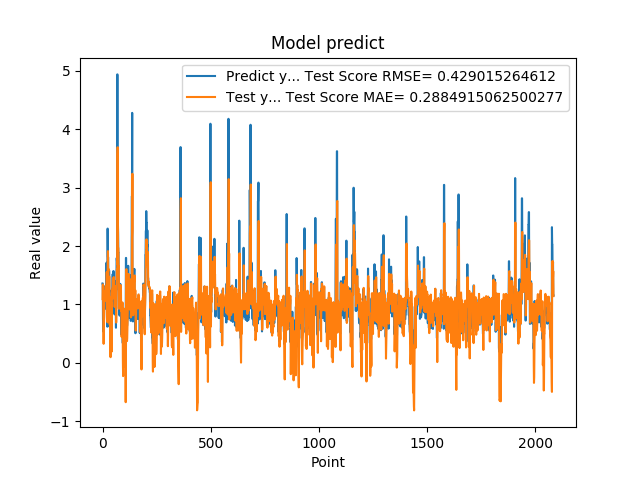 Model predict
Predict y... Test Score RMSE= 0.429015264612
Test y... Test Score MAE= 0.2884915062500277
5
4
3
2
1
0
−1
Real value
0 500 1000 1500 2000
Point